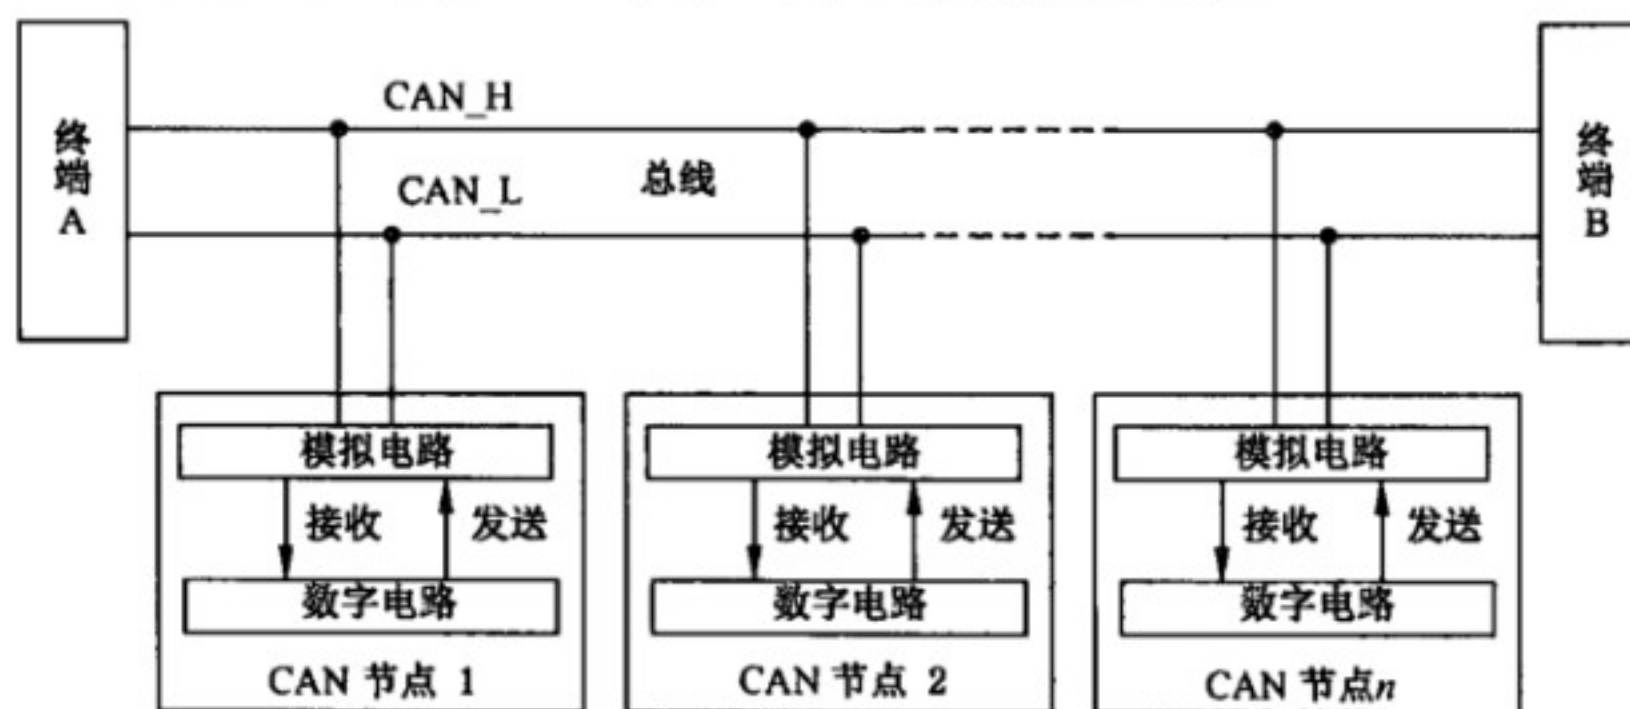 CAN_H
终端A
总线
终端B
CAN_L
模拟电路
模拟电路
模拟电路
接收
发送
接收
发送
接收
发送
数字电路
数字电路
数字电路
CAN 节点 1
CAN 节点 2
CAN 节点n